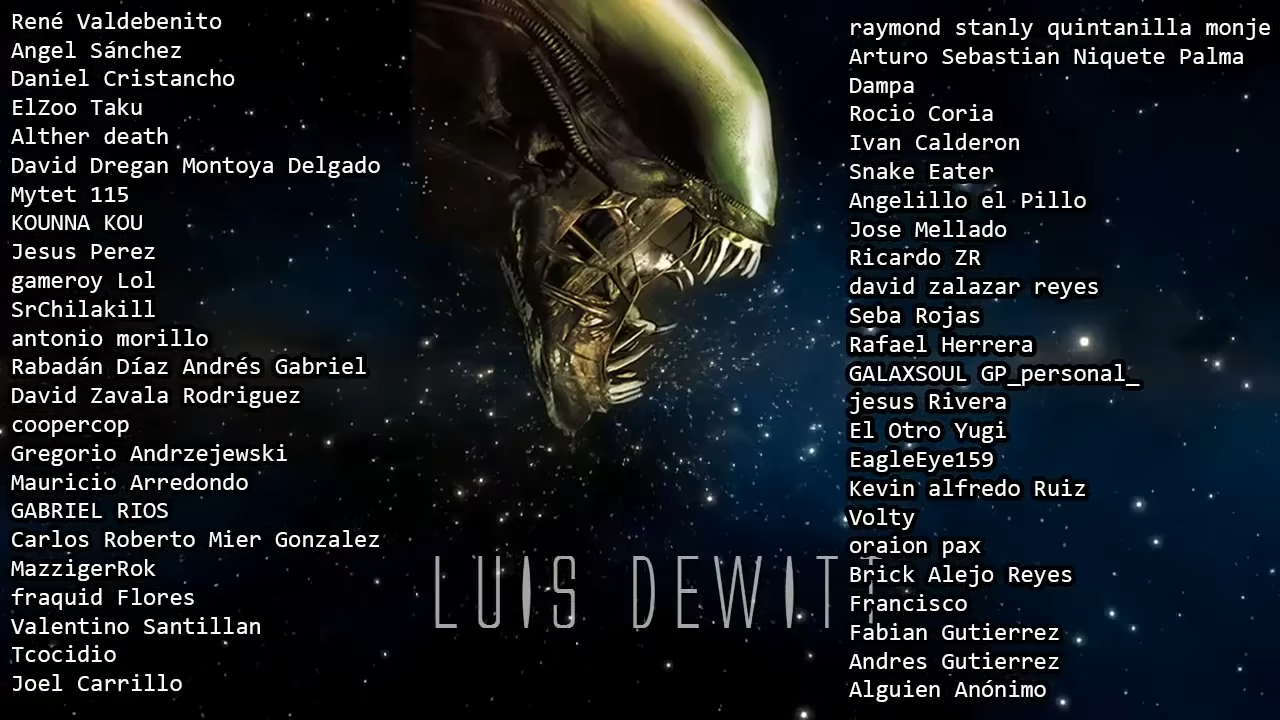 René Valdebenito
Angel Sánchez
Daniel Cristancho
ElZoo Taku
Alther death
David Dregan Montoya Delgado
Mytet 115
KOUNNA KOU
Jesus Perez
gameroy Lol
SrChilakill
antonio morillo
Rabadán Díaz Andrés Gabriel
David Zavala Rodriguez
coopercop
Gregorio Andrzejewski
Mauricio Arredondo
GABRIEL RIOS
Carlos Roberto Mier Gonzalez
MazzigerRok
fraquid Flores
Valentino Santillan
Tcocidio
Joel Carrillo
LUIS DEWITT
raymond stanly quintanilla monje
Arturo Sebastian Niquete Palma
Dampa
Rocio Coria
Ivan Calderon
Snake Eater
Angelillo el Pillo
Jose Mellado
Ricardo ZR
david zalazar reyes
Seba Rojas
Rafael Herrera
GALAXSOUL GP_personal_
jesus Rivera
El Otro Yugi
EagleEye159
Kevin alfredo Ruiz
Volty
oraion pax
Brick Alejo Reyes
Francisco
Fabian Gutierrez
Andres Gutierrez
Alguien Anónimo